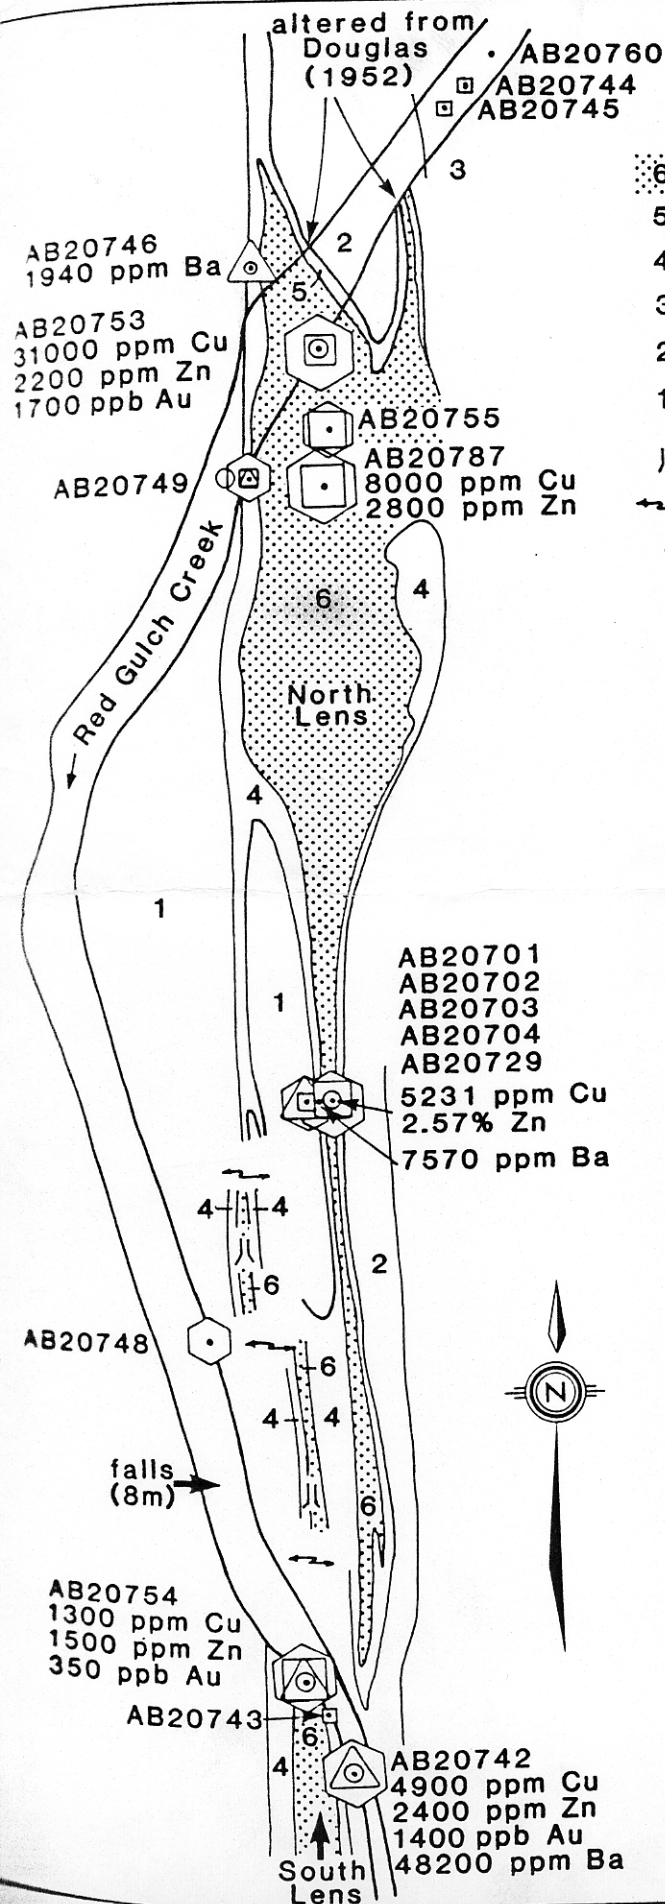 altered from
Douglas
(1952)
AB20760
AB20744
AB20745
3
6
5
4
3
2
1
2
AB20746
1940 ppm Ba
5
AB20753
31000 ppm Cu
2200 ppm Zn
1700 ppb Au
AB20755
AB20787
8000 ppm Cu
2800 ppm Zn
AB20749
6
4
Red Gulch Creek
North
Lens
4
1
1
AB20701
AB20702
AB20703
AB20704
AB20729
5231 ppm Cu
2.57% Zn
7570 ppm Ba
4
4
2
6
AB20748
6
4
4
N
falls
(8m)
6
AB20754
1300 ppm Cu
1500 ppm Zn
350 ppb Au
AB20743
6
4
AB20742
4900 ppm Cu
2400 ppm Zn
1400 ppb Au
48200 ppm Ba
South
Lens